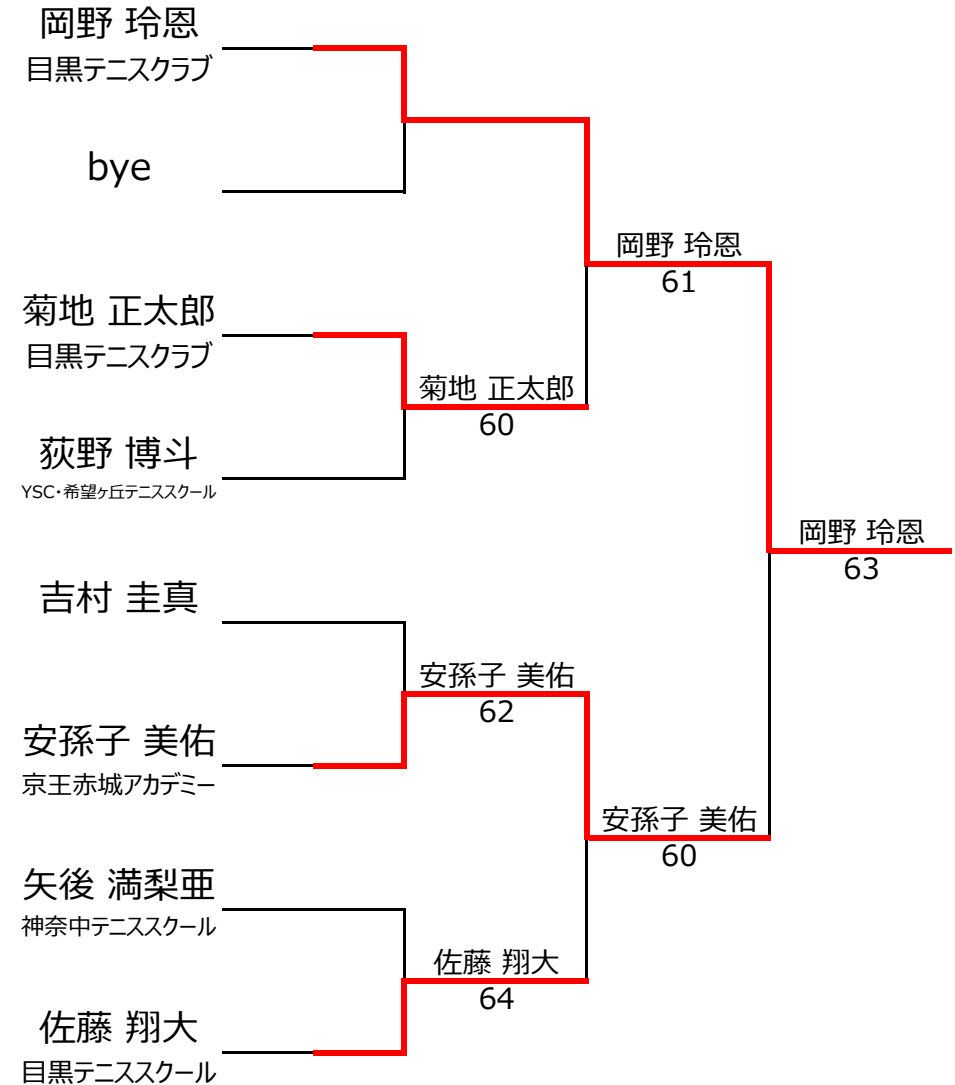 岡野 玲恩
目黒テニスクラブ
bye
岡野 玲恩
61
菊地 正太郎
目黒テニスクラブ
菊地 正太郎
60
荻野 博斗
YSC・希望ヶ丘テニススクール
岡野 玲恩
63
吉村 圭真
安孫子 美佑
62
安孫子 美佑
京王赤城アカデミー
安孫子 美佑
60
矢後 満梨亜
神奈中テニススクール
佐藤 翔大
64
佐藤 翔大
目黒テニススクール